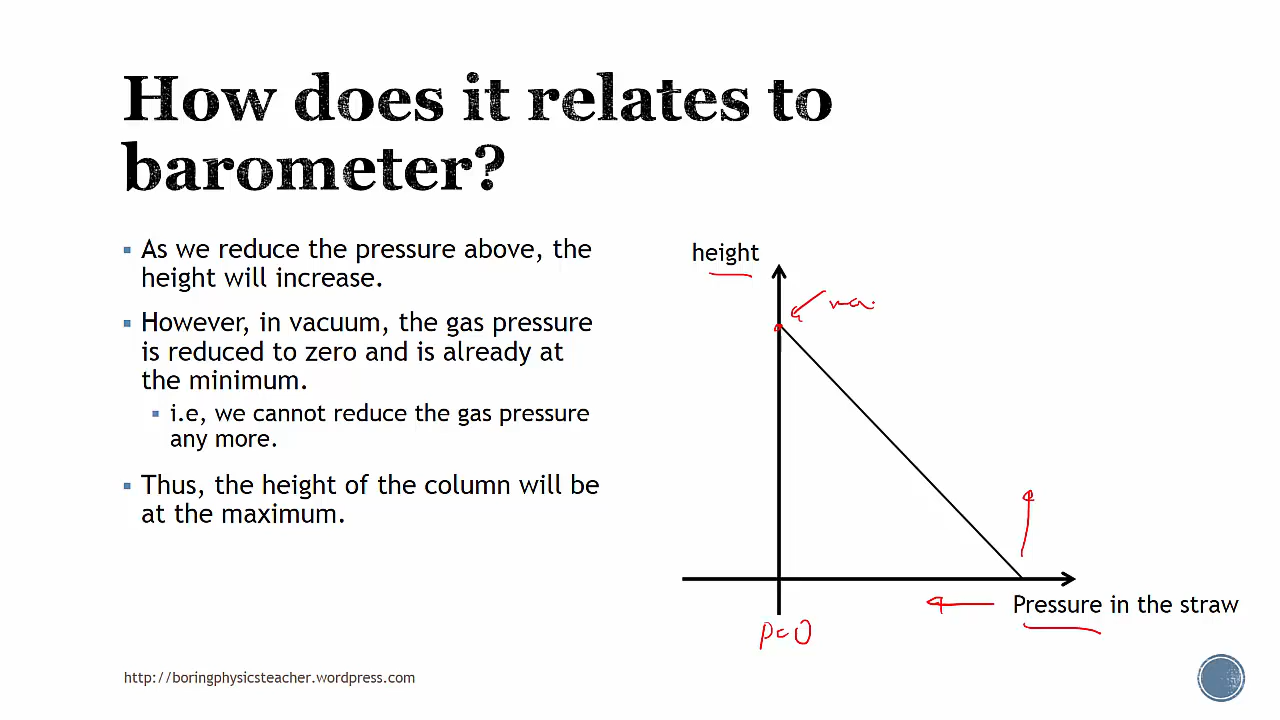 How does it relates to
barometer?
As we reduce the pressure above, the
height will increase.
However, in vacuum, the gas pressure
is reduced to zero and is already at
the minimum.
i.e, we cannot reduce the gas pressure
any more.
Thus, the height of the column will be
at the maximum.
height
Pressure in the straw
P=0
http://boringphysicsteacher.wordpress.com